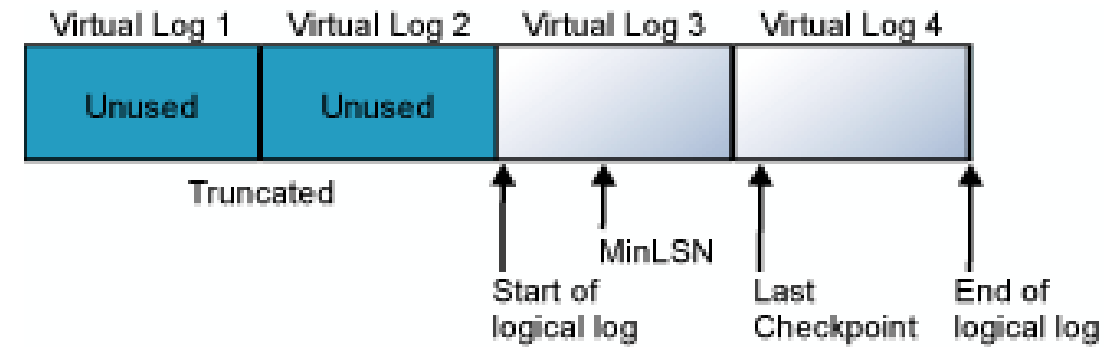 Virtual Log 1
Virtual Log 2
Virtual Log 3
Virtual Log 4
Unused
Unused
Truncated
MinLSN
Start of
logical log
Last
Checkpoint
End of
logical log